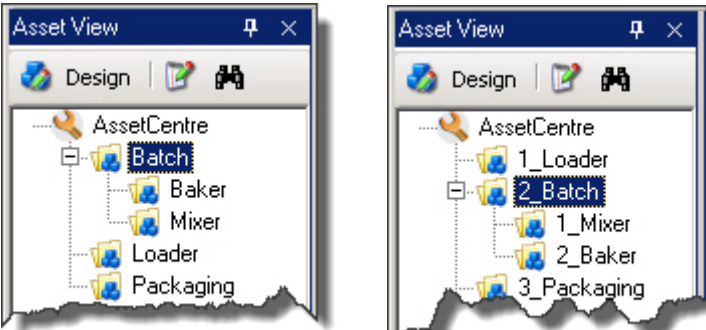 Asset View
Design
AssetCentre
Batch
Baker
Mixer
Loader
Packaging
Asset View
Design
AssetCentre
1_Loader
2_Batch
1_Mixer
2_Baker
3_Packaging